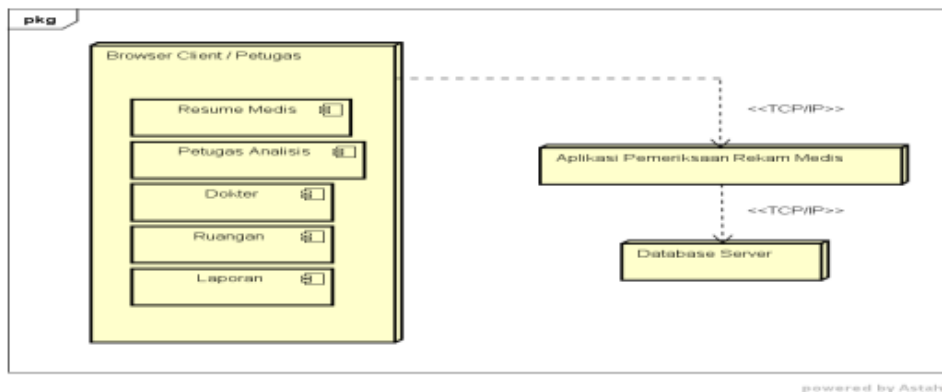 pkg
Browser Client / Petugas
Resume Medis
Petugas Analisis
Dokter
Ruangan
Laporan
<<TCP/IP>>
Aplikasi Pemeriksaan Rekam Medis
<<TCP/IP>>
Database Server
powered by Astah